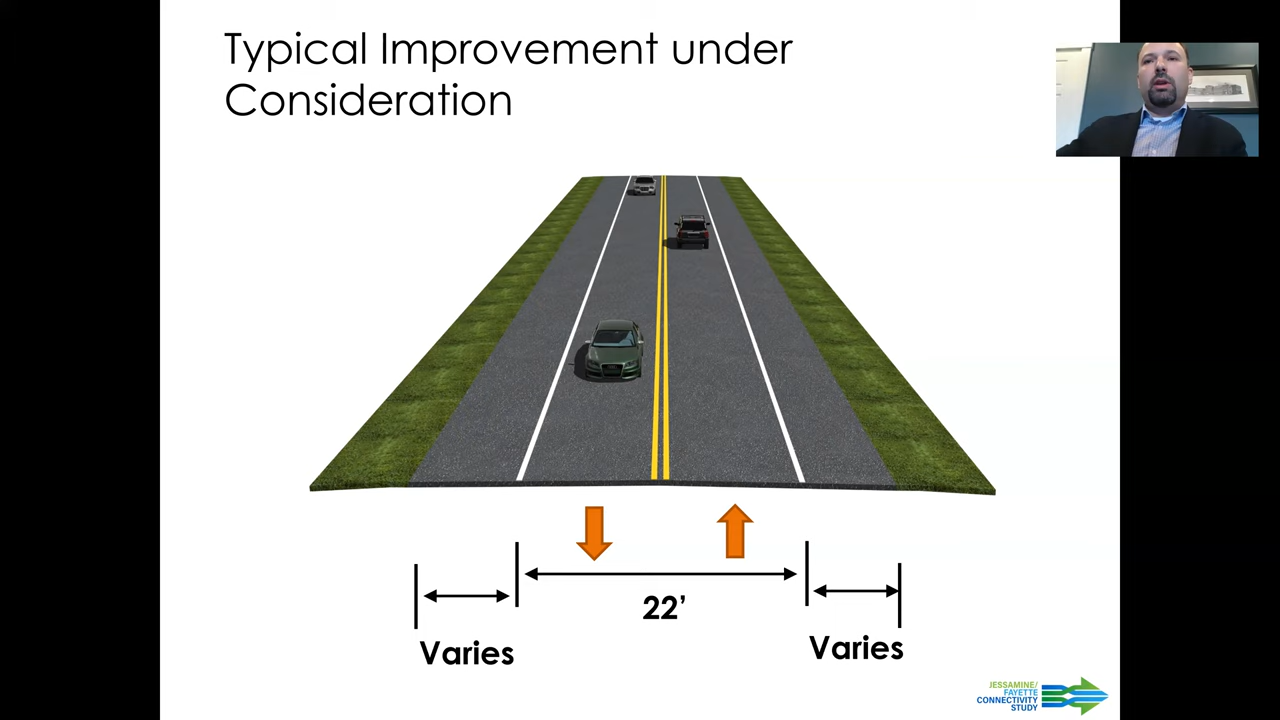 Typical Improvement under
Consideration
22’
Varies
Varies
JESSAMINE/
FAYETTE
CONNECTIVITY
STUDY